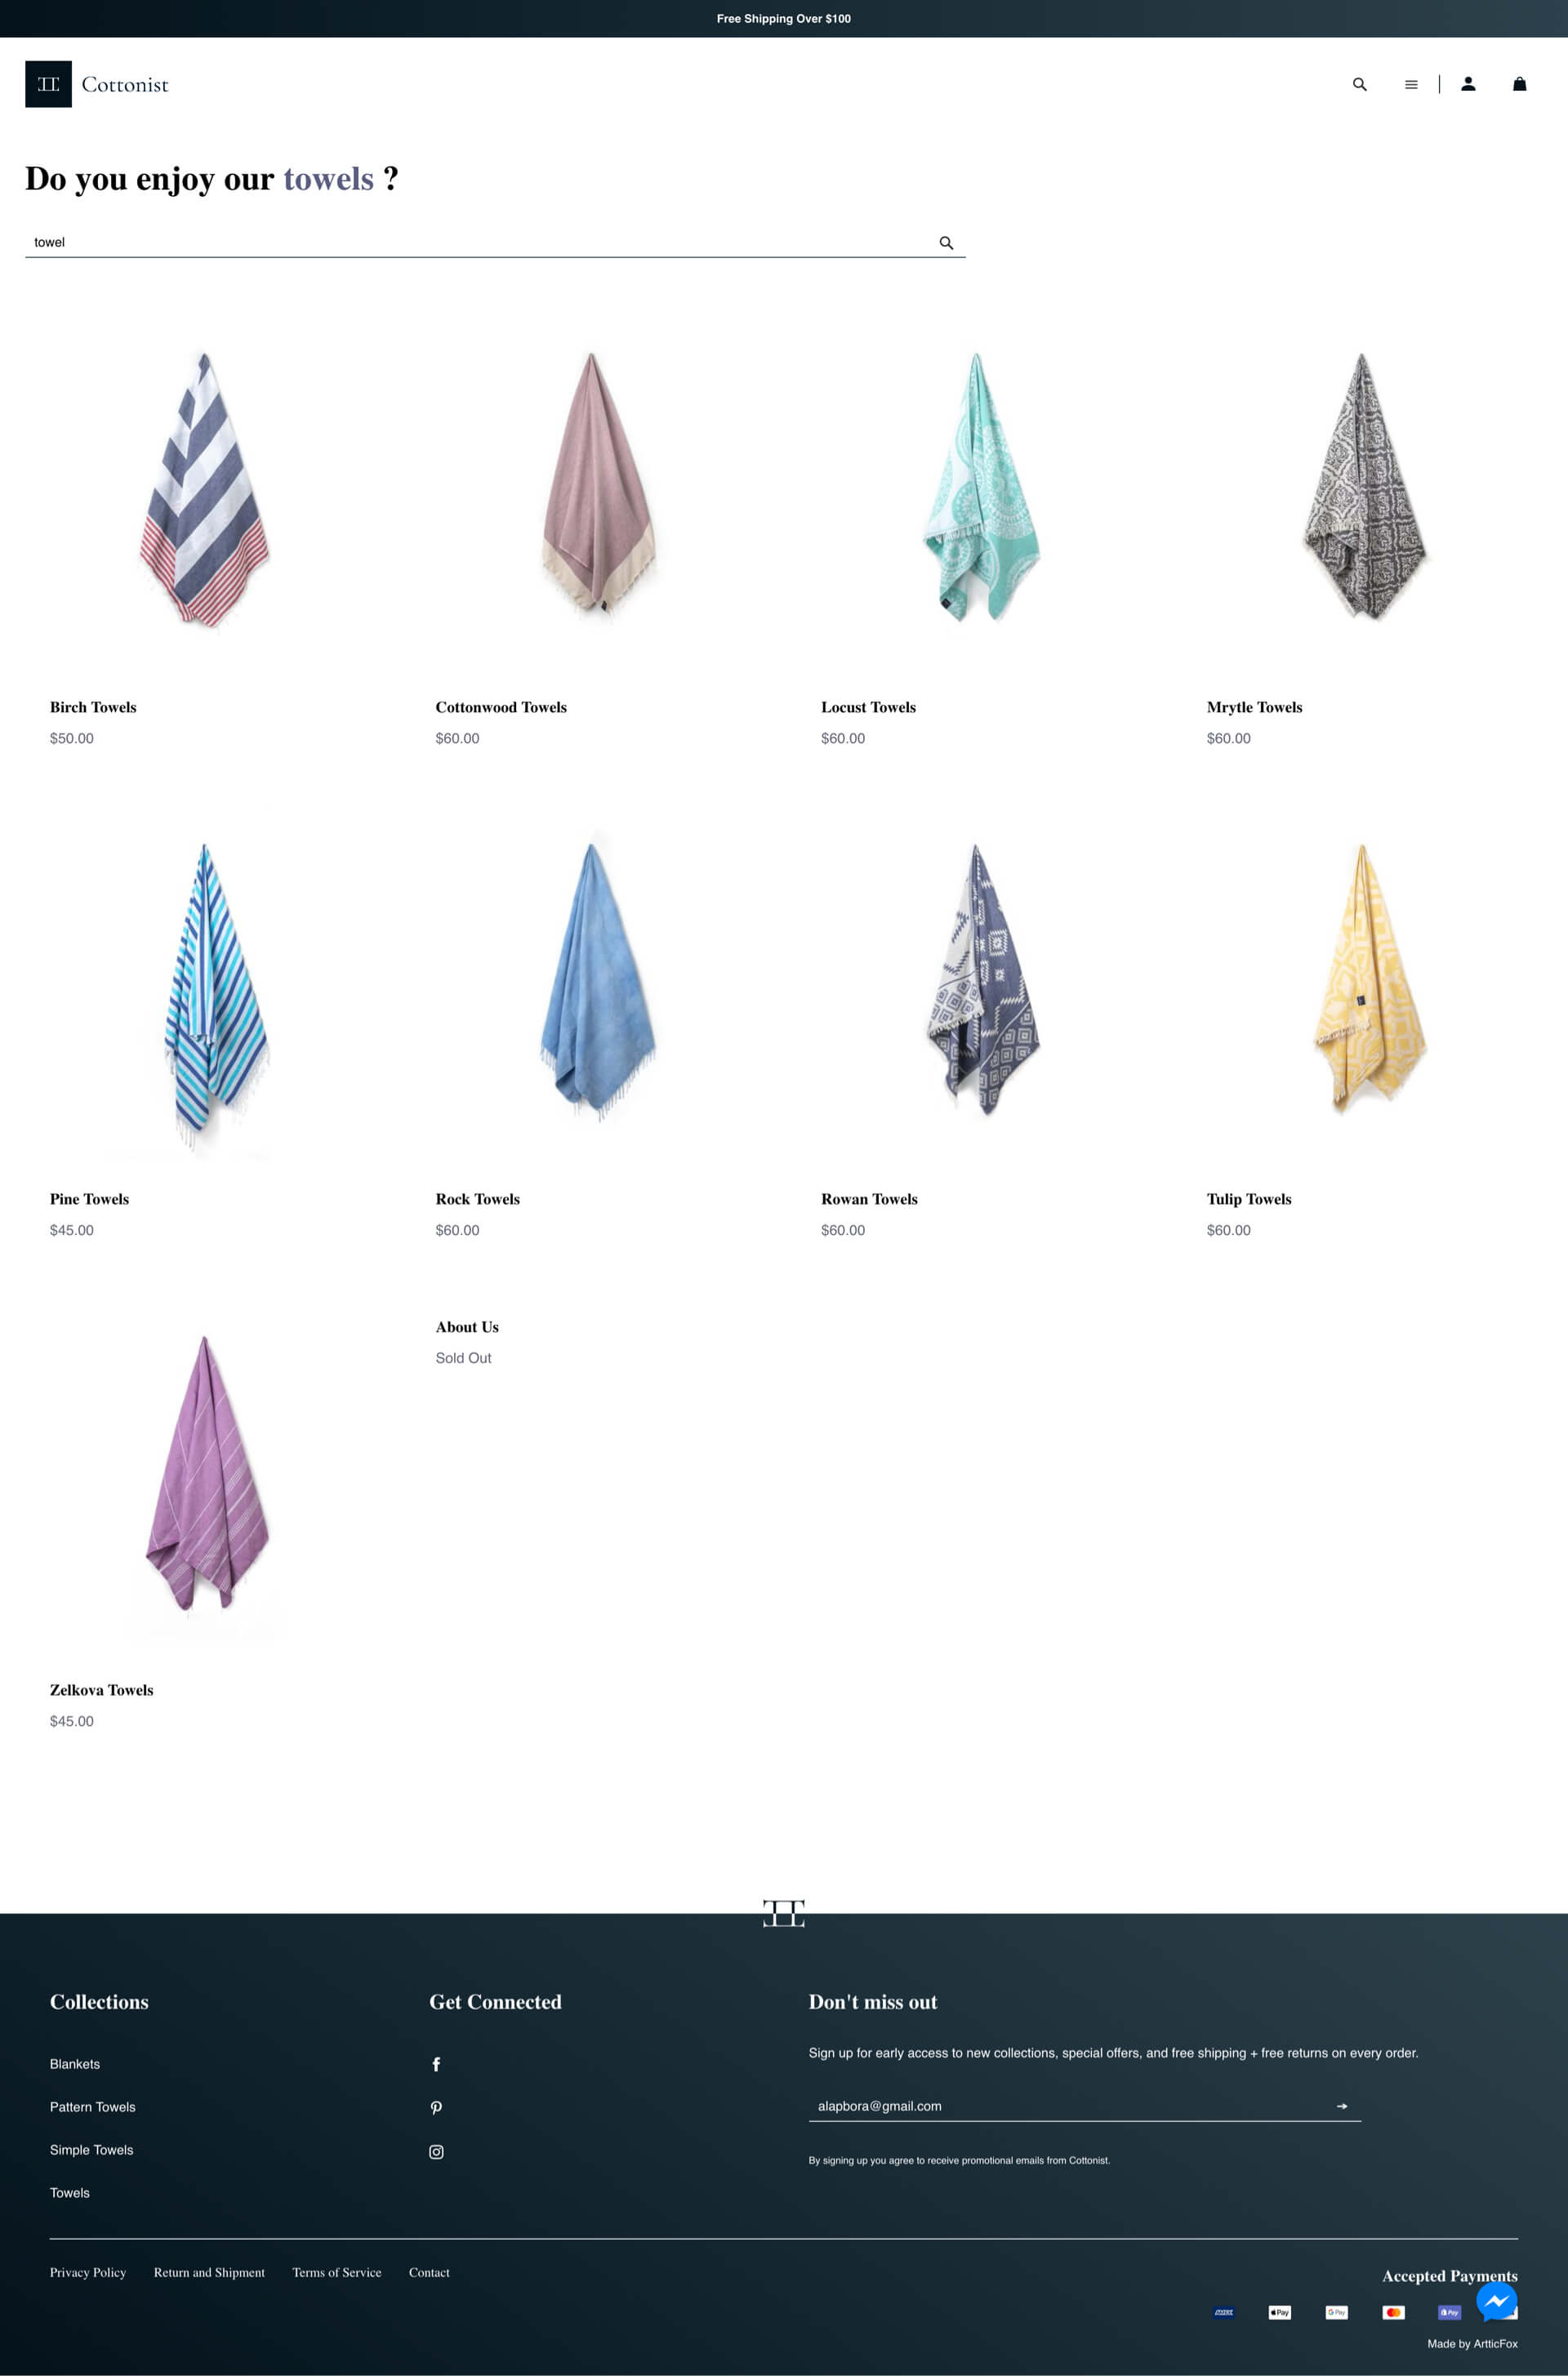 Free Shipping Over $100
Cottonist
Do you enjoy our towels ?
towel
Birch Towels
$50.00
Cottonwood Towels
$60.00
Locust Towels
$60.00
Mrytle Towels
$60.00
Pine Towels
$45.00
Rock Towels
$60.00
Rowan Towels
$60.00
Tulip Towels
$60.00
Zelkova Towels
$45.00
About Us
Sold Out
Collections
Blankets
Pattern Towels
Simple Towels
Towels
Get Connected
Don't miss out
Sign up for early access to new collections, special offers, and free shipping + free returns on every order.
alapbora@gmail.com
By signing up you agree to receive promotional emails from Cottonist.
Privacy Policy Return and Shipment Terms of Service Contact
Accepted Payments
Pay G Pay Pay
Made by ArtticFox